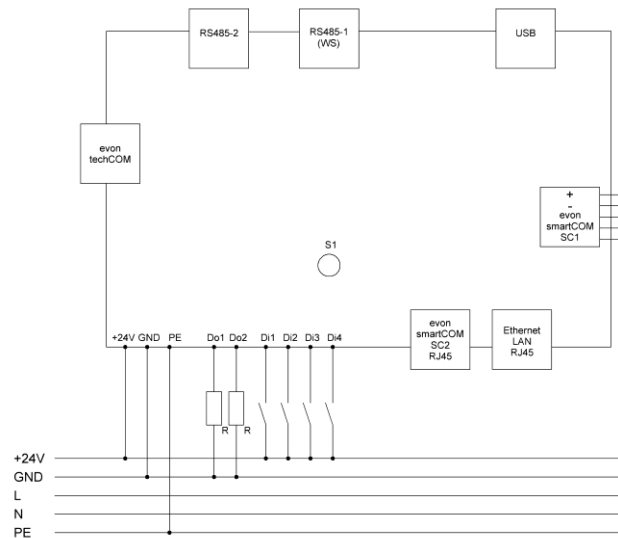 RS485-2
RS485-1
(WS)
USB
evon
techCOM
+
-
evon
smartCOM
SC1
S1
evon
smartCOM
SC2
RJ45
Ethernet
LAN
RJ45
+24V GND PE Do1 Do2 Di1 Di2 Di3 Di4
R R
+24V
GND
L
N
PE